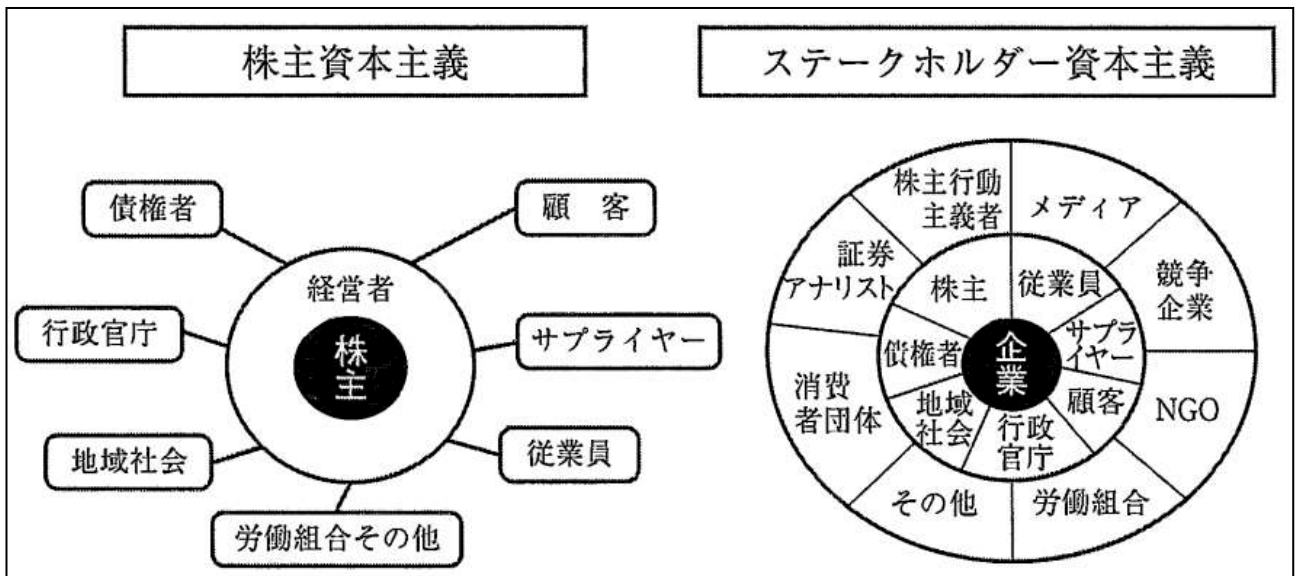 株主資本主義
ステークホルダー資本主義
債権者
顧 客
経営者
株
主
行政官庁
サプライヤー
地域社会
従業員
労働組合その他
株主行動
主義者
メディア
証券
アナリスト
競争
企業
株主
従業員
債権者
サプラ
イヤー
企
業
消費
者団体
地域
社会
顧客
NGO
行政
官庁
その他
労働組合